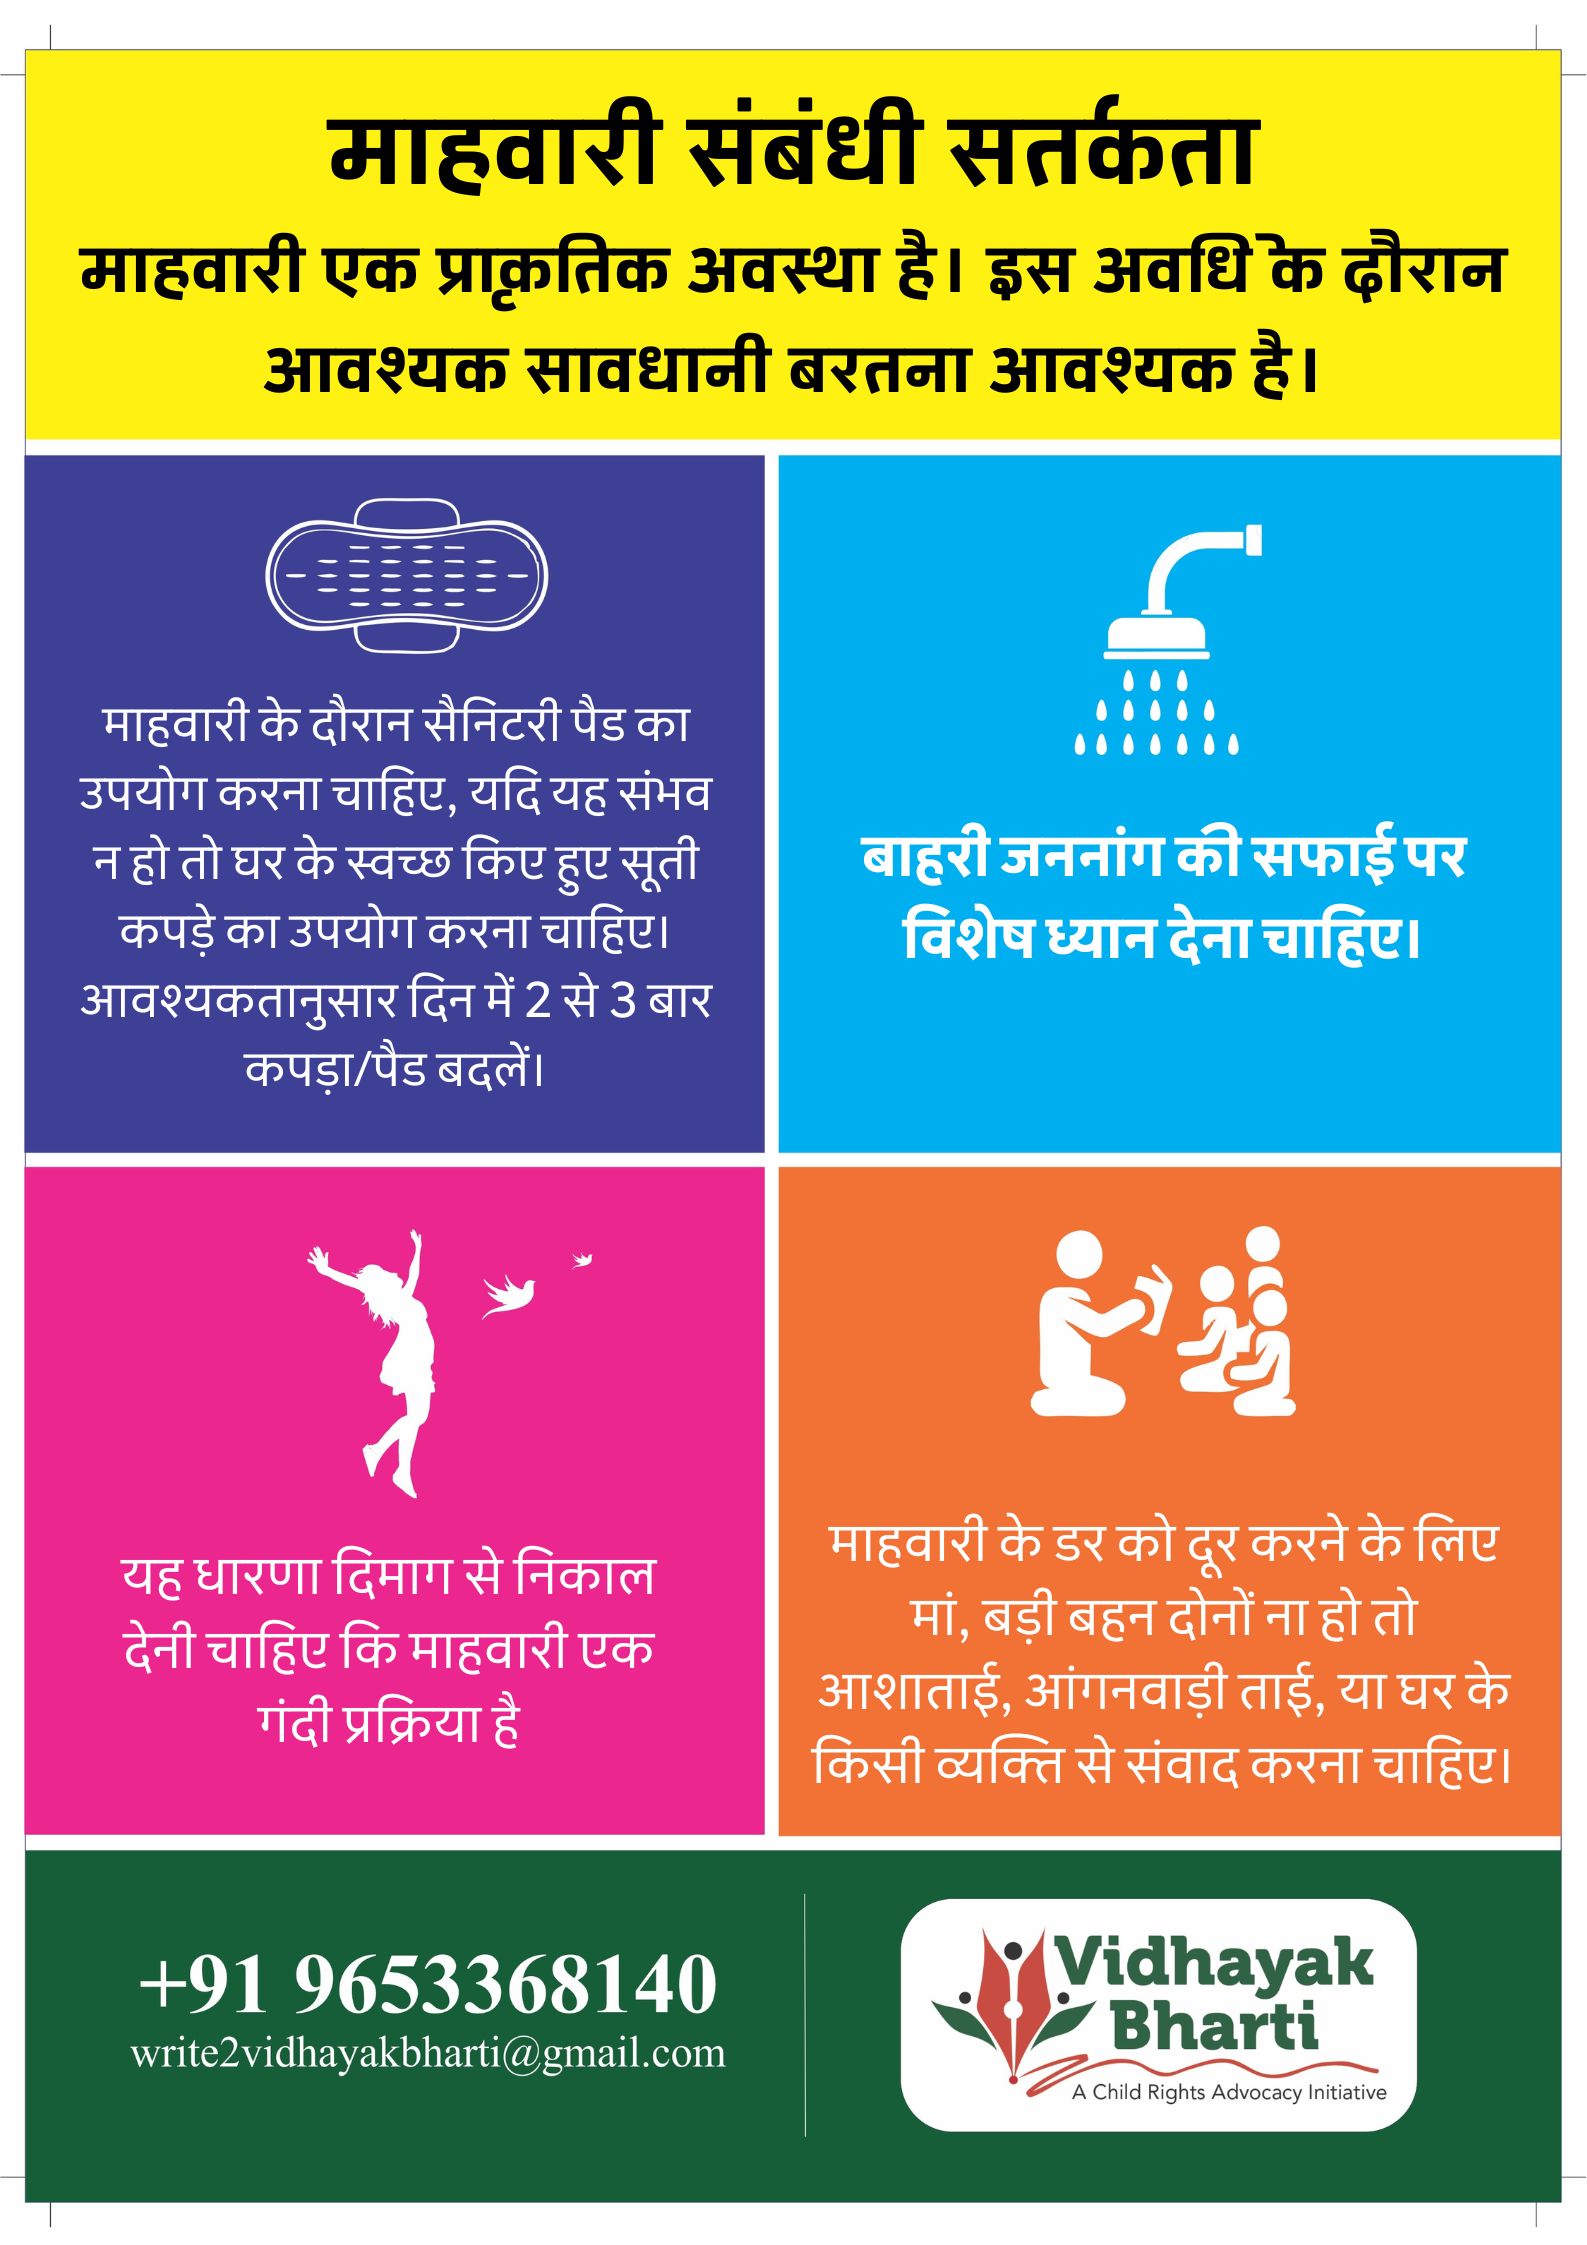 माहवारी संबंधी सतर्कता
माहवारी एक प्राकृतिक अवस्था है। इस अवधि के दौरान
आवश्यक सावधानी बरतना आवश्यक है।
माहवारी के दौरान सैनिटरी पैड का
उपयोग करना चाहिए, यदि यह संभव
न हो तो घर के स्वच्छ किए हुए सूती
कपड़े का उपयोग करना चाहिए।
आवश्यकतानुसार दिन में 2 से 3 बार
कपड़ा/पैड बदलें।
बाहरी जननांग की सफाई पर
विशेष ध्यान देना चाहिए।
यह धारणा दिमाग से निकाल
देनी चाहिए कि माहवारी एक
गंदी प्रक्रिया है
माहवारी के डर को दूर करने के लिए
मां, बड़ी बहन दोनों ना हो तो
आशाताई, आंगनवाड़ी ताई, या घर के
किसी व्यक्ति से संवाद करना चाहिए।
+91 9653368140
write2vidhayakbharti@gmail.com
Vidhayak
Bharti
A Child Rights Advocacy Initiative